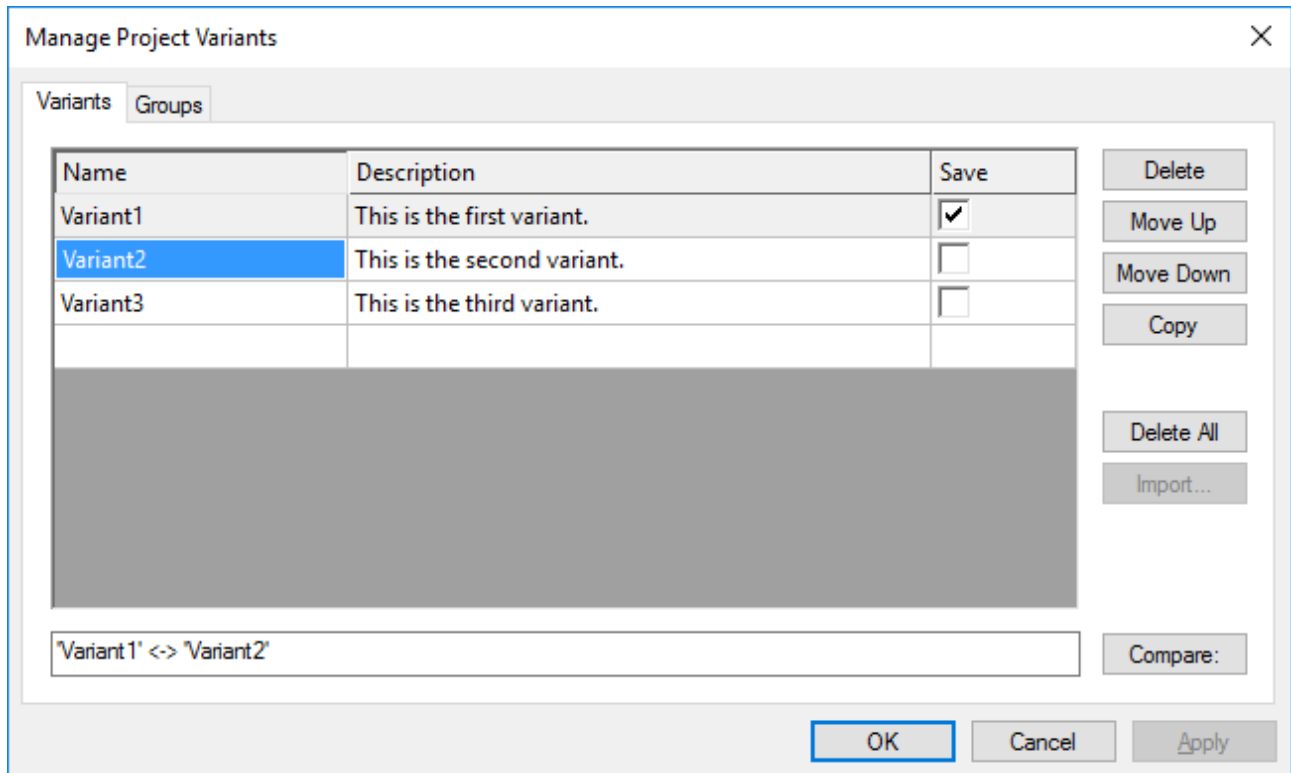 Manage Project Variants
Variants Groups
Name Description Save
Variant1 This is the first variant.
Variant2 This is the second variant.
Variant3 This is the third variant.
Delete
Move Up
Move Down
Copy
Delete All
Import...
'Variant1' <-> 'Variant2'
Compare:
OK Cancel Apply